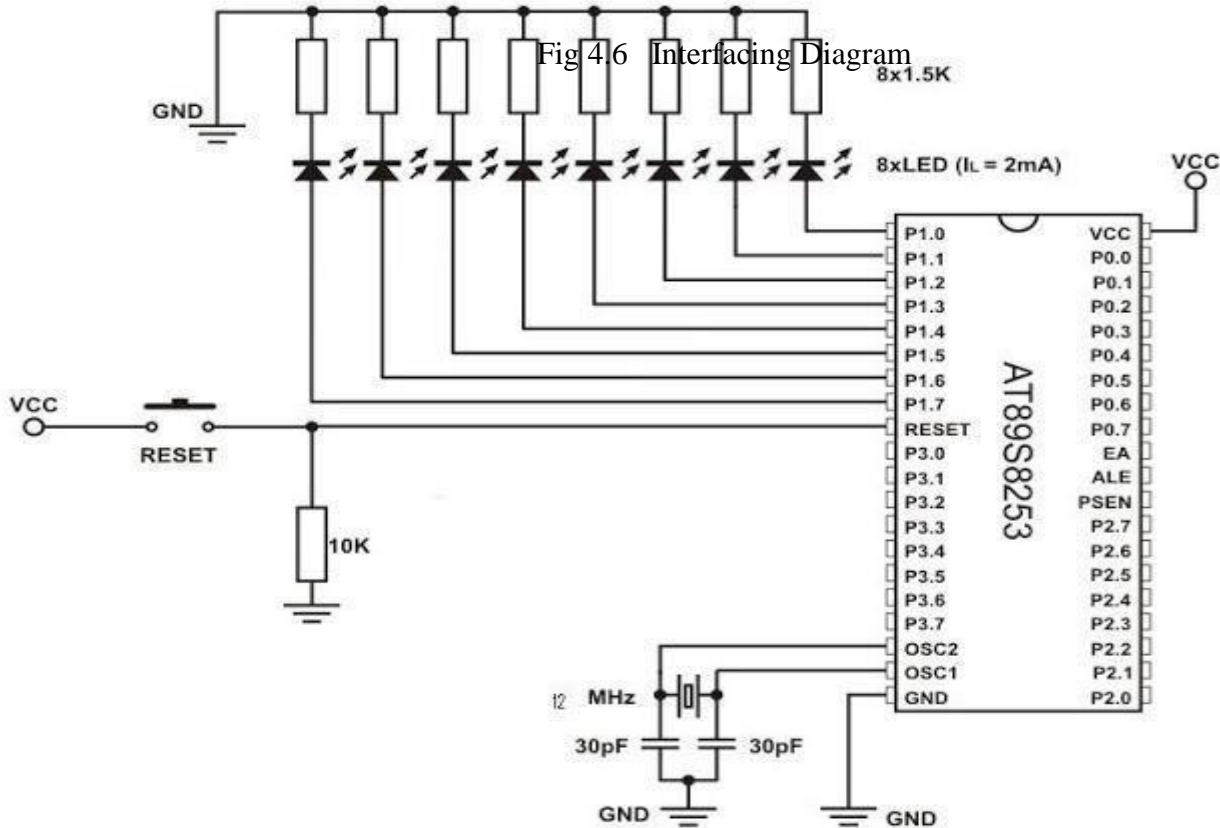 Fig 4.6 Interfacing Diagram
8x1.5K
GND
8xLED (IL = 2mA)
VCC
P1.0 VCC
P1.1 P0.0
P1.2 P0.1
P1.3 P0.2
P1.4 P0.3
P1.5 P0.4
P1.6 P0.5
P1.7 P0.6
RESET P0.7
P3.0 EA
P3.1 ALE
P3.2 PSEN
P3.3 P2.7
P3.4 P2.6
P3.5 P2.5
P3.6 P2.4
P3.7 P2.3
OSC2 P2.2
OSC1 P2.1
GND P2.0
AT89S8253
VCC
RESET
10K
12 MHz
30pF 30pF
GND GND